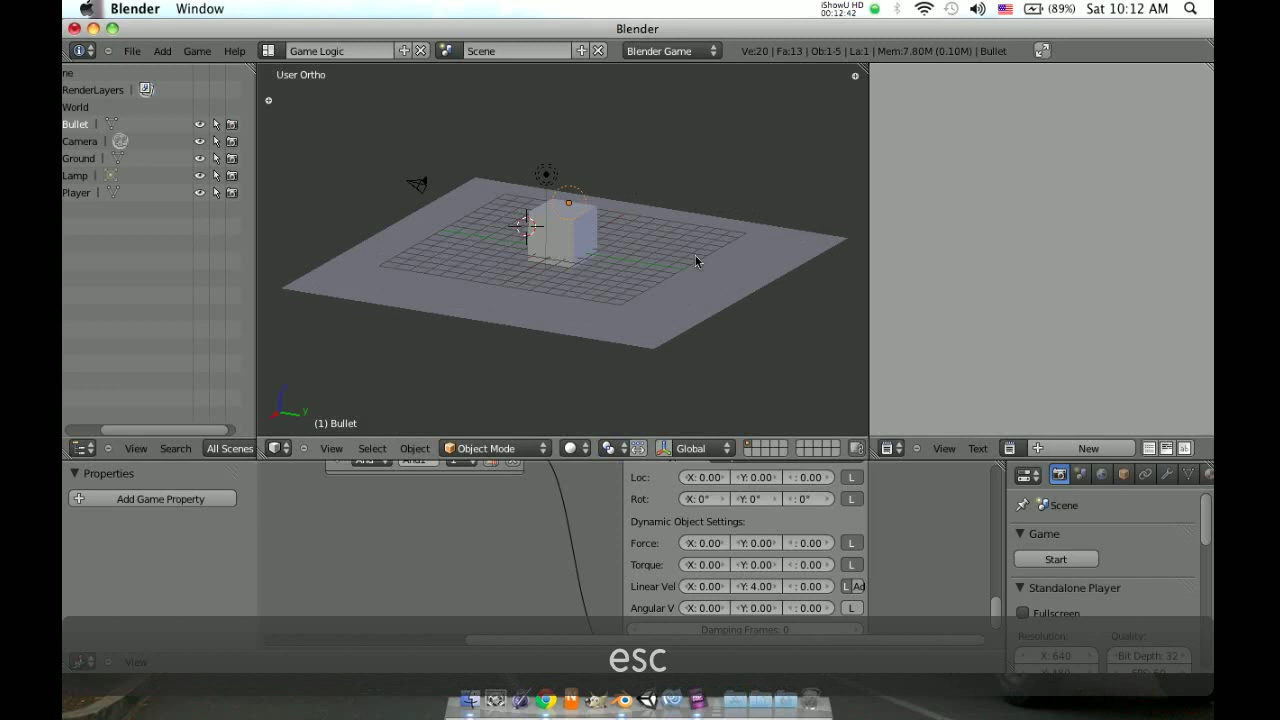 Blender Window iShowU HD 00:12:42 (89%) Sat 10:12 AM
Blender
File Add Game Help Game Logic Scene Blender Game Ve:20 | Fa:13 | Ob:1-5 | La:1 | Mem:7.80M (0.10M) | Bullet
ne
RenderLayers |
World
Bullet |
Camera |
Ground |
Lamp |
Player |
User Ortho
y
(1) Bullet
View Search All Scenes
View Select Object Object Mode Global
View Text New
Properties
Add Game Property
Loc: X: 0.00 Y: 0.00 : 0.00 L
Rot: X: 0° Y: 0° : 0° L
Dynamic Object Settings:
Force: X: 0.00 Y: 0.00 : 0.00 L
Torque: X: 0.00 Y: 0.00 : 0.00 L
Linear Vel X: 0.00 Y: 4.00 : 0.00 L Ad
Angular V X: 0.00 Y: 0.00 : 0.00 L
Damping Frames: 0
Scene
Game
Start
Standalone Player
Fullscreen
Resolution: Quality:
X: 640 Bit Depth: 32
View
esc